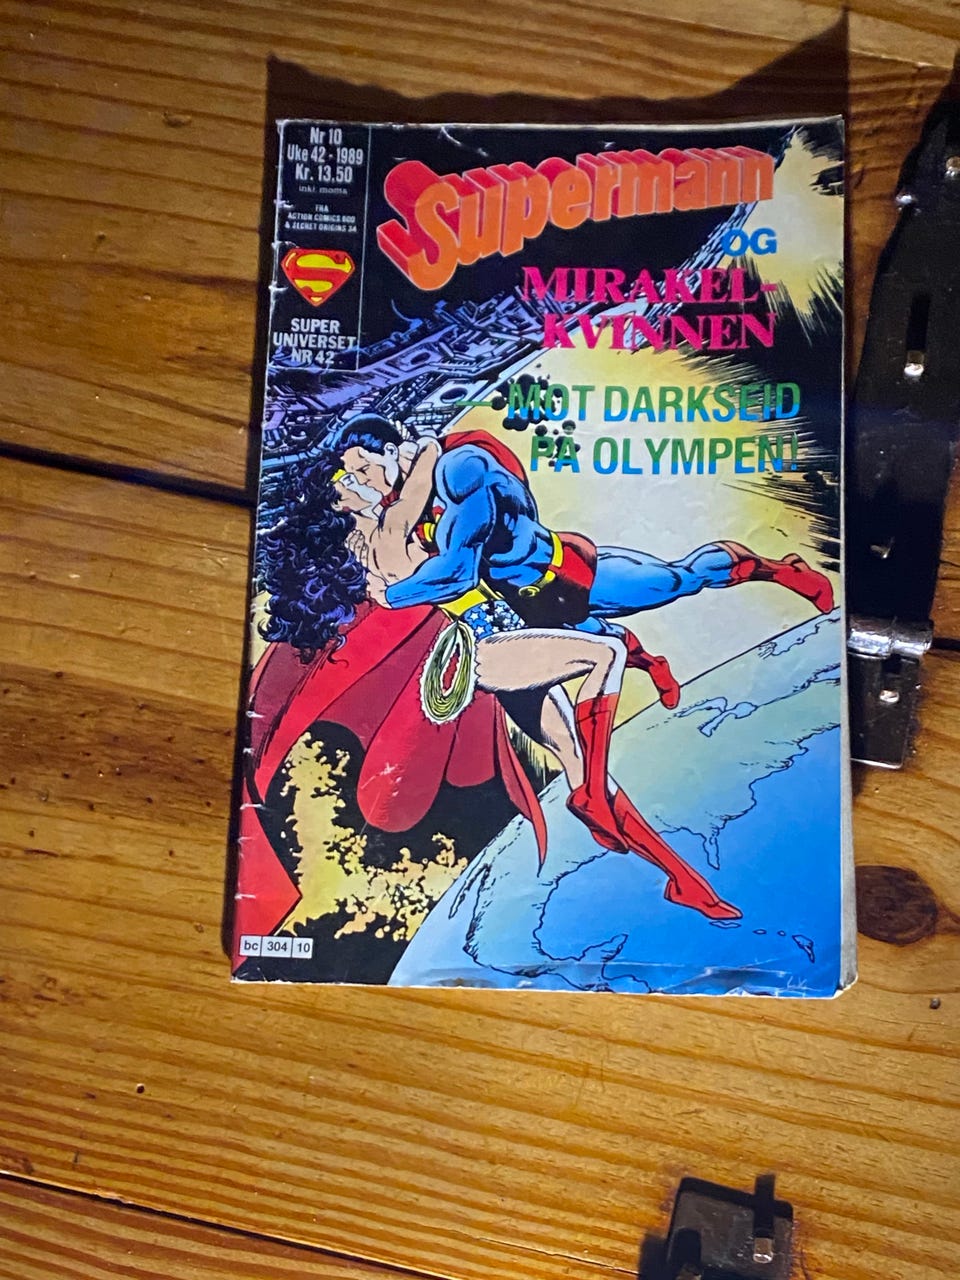 Nr 10
Uke 42 - 1989
Kr. 13,50
inkl. moms
FRA
ACTION COMICS 600
& SECRET ORIGINS 34
S
SUPER
UNIVERSET
NR 42
Supermann
OG
MIRAKEL-
KVINNEN
— MOT DARKSEID
PÅ OLYMPEN!
bc 304 10